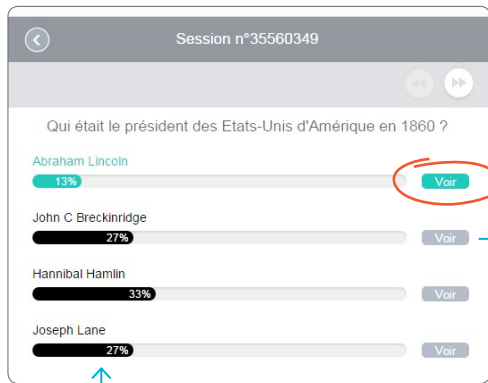 Session n°35560349
Qui était le président des Etats-Unis d'Amérique en 1860 ?
Abraham Lincoln
13%
Voir
John C Breckinridge
27%
Voir
Hannibal Hamlin
33%
Voir
Joseph Lane
27%
Voir